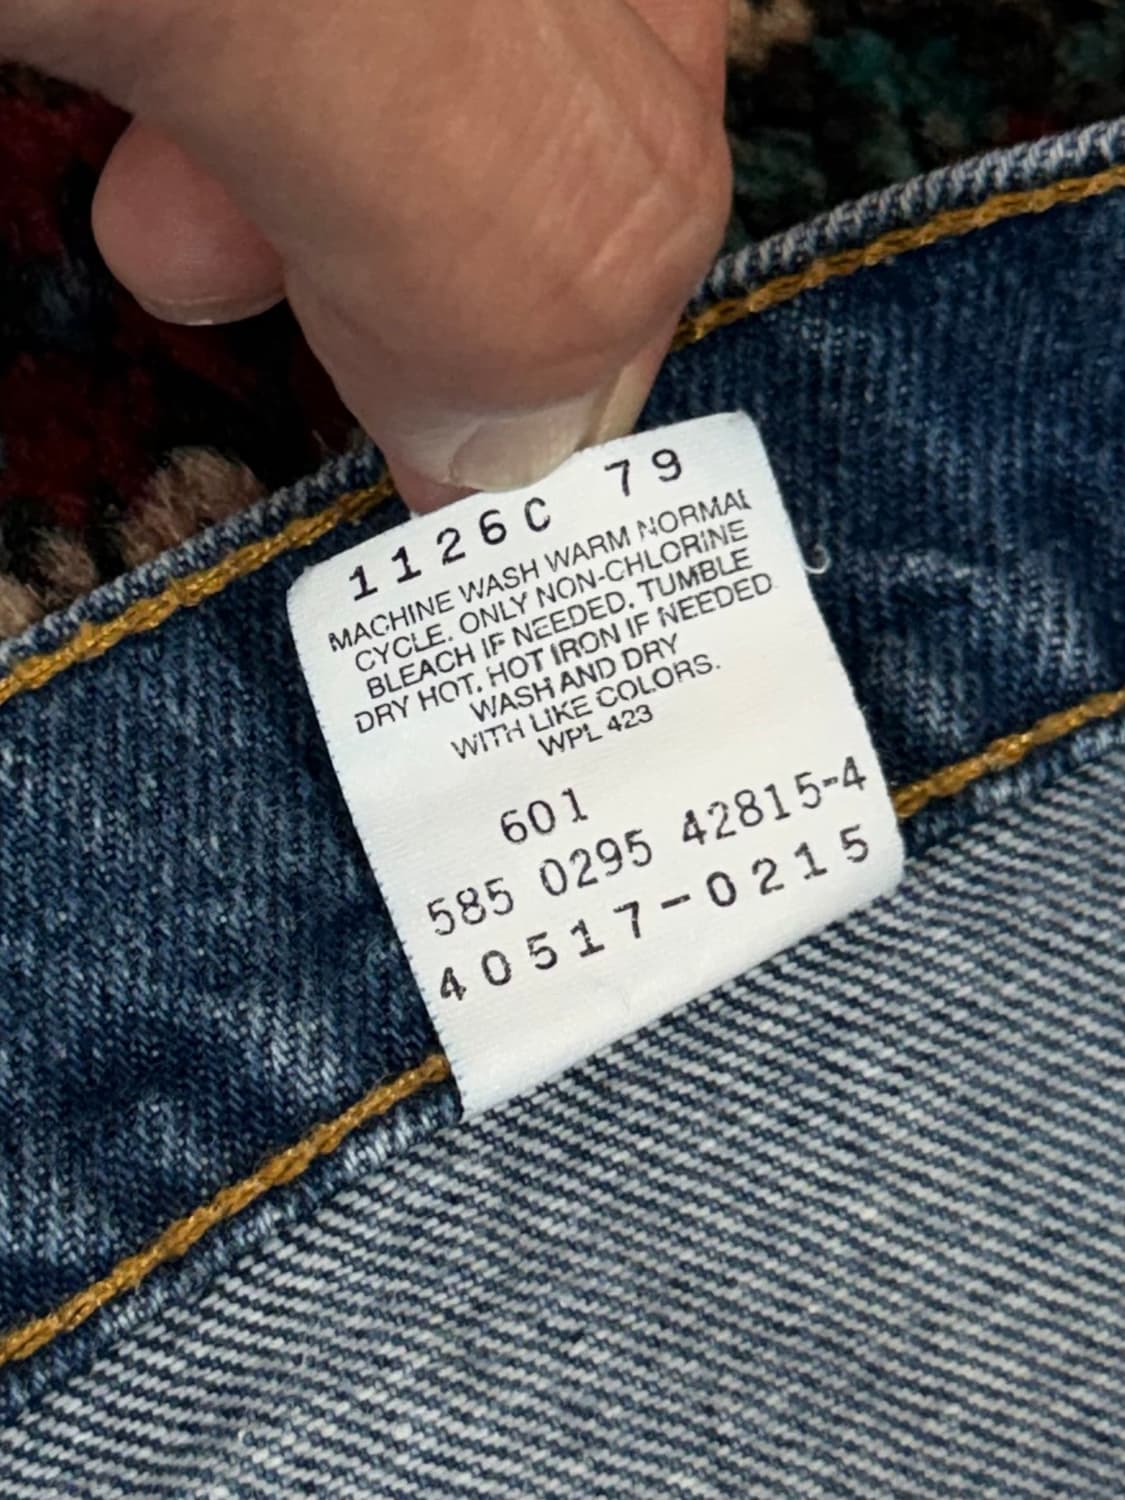 1126C 79
MACHINE WASH WARM NORMAL
CYCLE. ONLY NON-CHLORINE
BLEACH IF NEEDED. TUMBLE
DRY HOT. HOT IRON IF NEEDED.
WASH AND DRY
WITH LIKE COLORS.
WPL 423
601
585 0295 42815-4
40517-0215